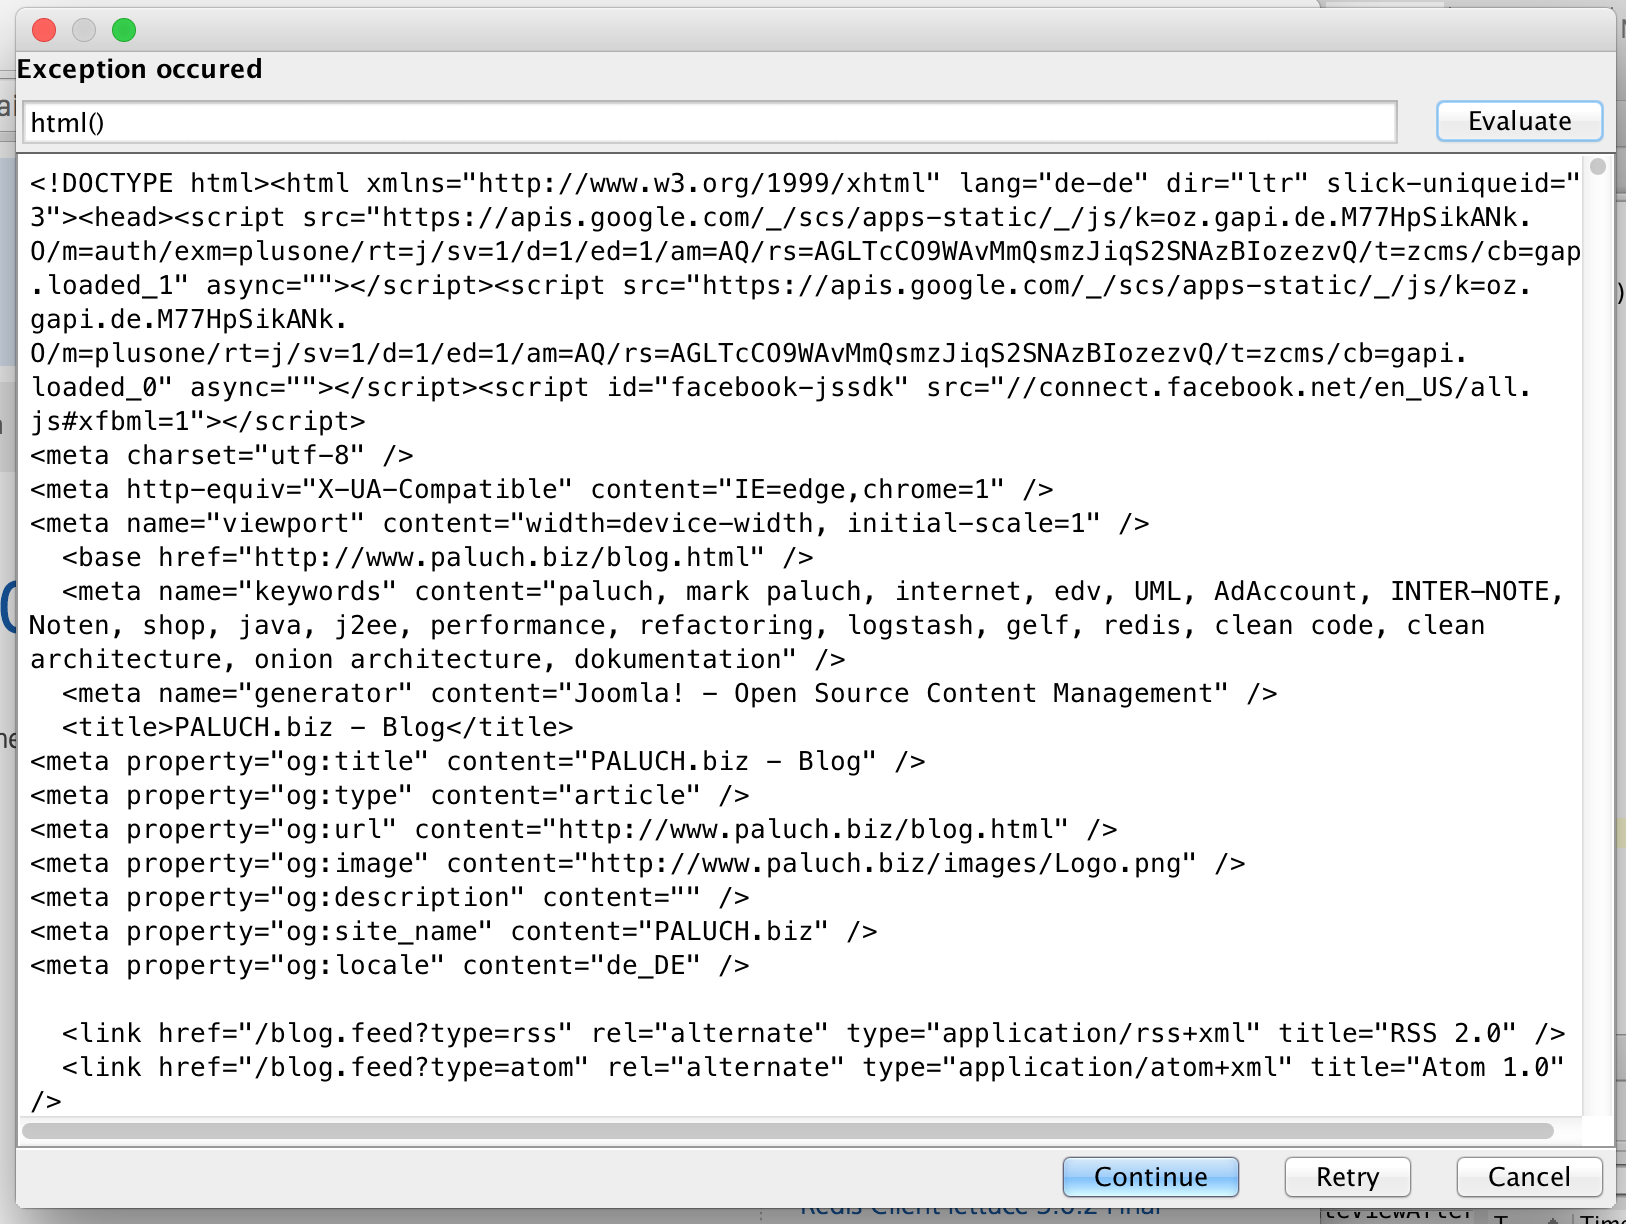 Exception occured
html()
Evaluate
<!DOCTYPE html><html xmlns="http://www.w3.org/1999/xhtml" lang="de-de" dir="ltr" slick-uniqueid="
3"><head><script src="https://apis.google.com/_/scs/apps-static/_/js/k=oz.gapi.de.M77HpSikANk.
O/m=auth/exm=plusone/rt=j/sv=1/d=1/ed=1/am=AQ/rs=AGLTcCO9WAvMmQsmzJiqS2SNAzBIozezvQ/t=zcms/cb=gap
.loaded_1" async=""></script><script src="https://apis.google.com/_/scs/apps-static/_/js/k=oz.
gapi.de.M77HpSikANk.
O/m=plusone/rt=j/sv=1/d=1/ed=1/am=AQ/rs=AGLTcCO9WAvMmQsmzJiqS2SNAzBIozezvQ/t=zcms/cb=gapi.
loaded_0" async=""></script><script id="facebook-jssdk" src="//connect.facebook.net/en_US/all.
js#xfbml=1"></script>
<meta charset="utf-8" />
<meta http-equiv="X-UA-Compatible" content="IE=edge,chrome=1" />
<meta name="viewport" content="width=device-width, initial-scale=1" />
<base href="http://www.paluch.biz/blog.html" />
<meta name="keywords" content="paluch, mark paluch, internet, edv, UML, AdAccount, INTER-NOTE,
Noten, shop, java, j2ee, performance, refactoring, logstash, gelf, redis, clean code, clean
architecture, onion architecture, dokumentation" />
<meta name="generator" content="Joomla! - Open Source Content Management" />
<title>PALUCH.biz - Blog</title>
<meta property="og:title" content="PALUCH.biz - Blog" />
<meta property="og:type" content="article" />
<meta property="og:url" content="http://www.paluch.biz/blog.html" />
<meta property="og:image" content="http://www.paluch.biz/images/Logo.png" />
<meta property="og:description" content="" />
<meta property="og:site_name" content="PALUCH.biz" />
<meta property="og:locale" content="de_DE" />
<link href="/blog.feed?type=rss" rel="alternate" type="application/rss+xml" title="RSS 2.0" />
<link href="/blog.feed?type=atom" rel="alternate" type="application/atom+xml" title="Atom 1.0"
/>
Continue
Retry
Cancel